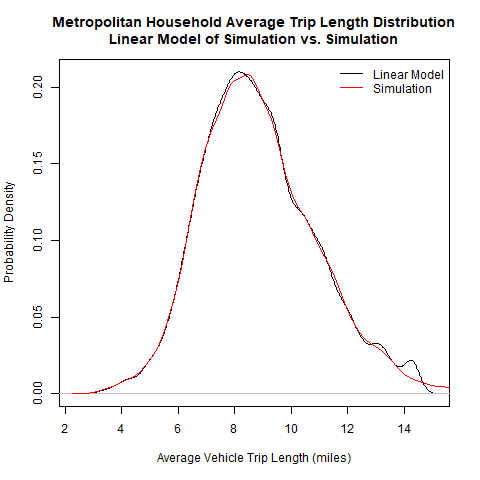 Metropolitan Household Average Trip Length Distribution
Linear Model of Simulation vs. Simulation
Linear Model
Simulation
Probability Density
0.20
0.15
0.10
0.05
0.00
2 4 6 8 10 12 14
Average Vehicle Trip Length (miles)